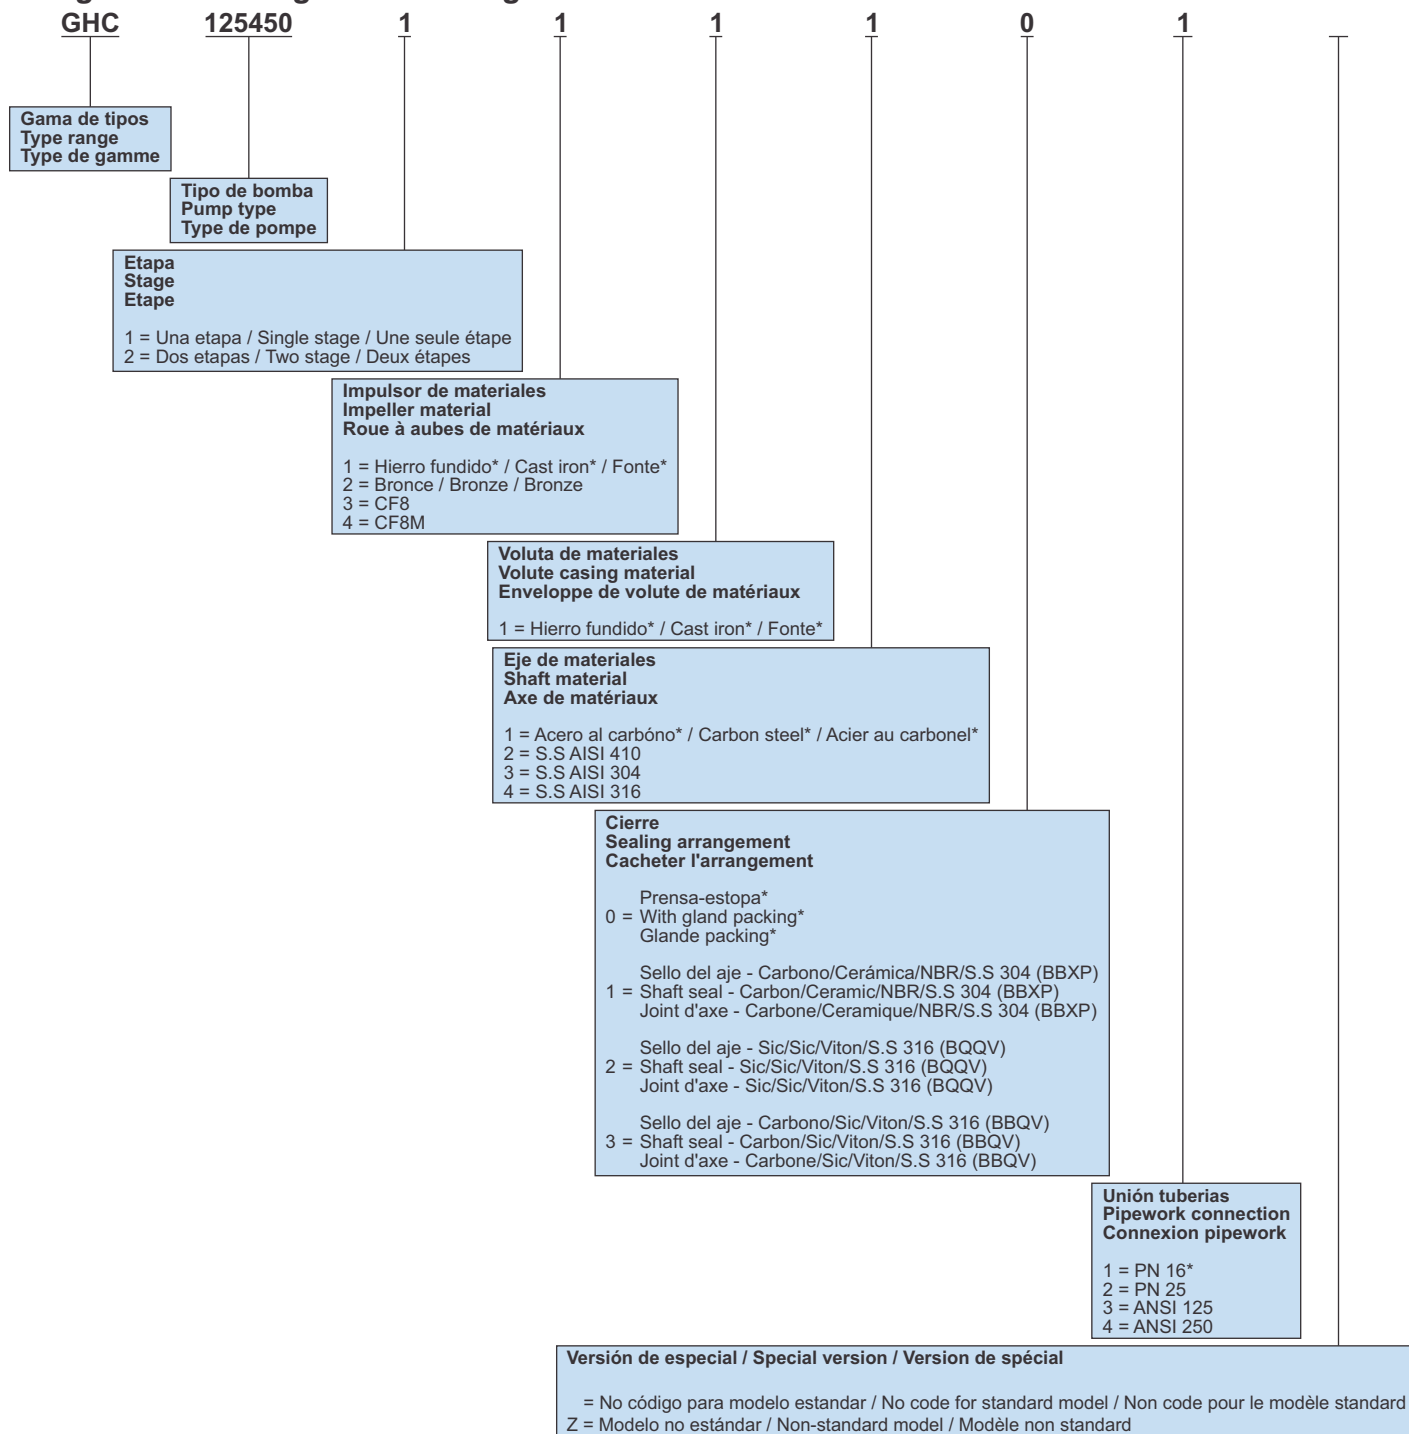 GHC 125450 1 1 1 1 0 1
Gama de tipos
Type range
Type de gamme
Tipo de bomba
Pump type
Type de pompe
Etapa
Stage
Etape
1 = Una etapa / Single stage / Une seule étape
2 = Dos etapas / Two stage / Deux étapes
Impulsor de materiales
Impeller material
Roue à aubes de matériaux
1 = Hierro fundido* / Cast iron* / Fonte*
2 = Bronce / Bronze / Bronze
3 = CF8
4 = CF8M
Voluta de materiales
Volute casing material
Enveloppe de volute de matériaux
1 = Hierro fundido* / Cast iron* / Fonte*
Eje de materiales
Shaft material
Axe de matériaux
1 = Acero al carbóno* / Carbon steel* / Acier au carbonel*
2 = S.S AISI 410
3 = S.S AISI 304
4 = S.S AISI 316
Cierre
Sealing arrangement
Cacheter l'arrangement
Prensa-estopa*
0 = With gland packing*
Glande packing*
Sello del aje - Carbono/Cerámica/NBR/S.S 304 (BBXP)
1 = Shaft seal - Carbon/Ceramic/NBR/S.S 304 (BBXP)
Joint d'axe - Carbone/Ceramique/NBR/S.S 304 (BBXP)
Sello del aje - Sic/Sic/Viton/S.S 316 (BQQV)
2 = Shaft seal - Sic/Sic/Viton/S.S 316 (BQQV)
Joint d'axe - Sic/Sic/Viton/S.S 316 (BQQV)
Sello del aje - Carbono/Sic/Viton/S.S 316 (BBQV)
3 = Shaft seal - Carbon/Sic/Viton/S.S 316 (BBQV)
Joint d'axe - Carbone/Sic/Viton/S.S 316 (BBQV)
Unión tuberias
Pipework connection
Connexion pipework
1 = PN 16*
2 = PN 25
3 = ANSI 125
4 = ANSI 250
Versión de especial / Special version / Version de spécial
= No código para modelo estandar / No code for standard model / Non code pour le modèle standard
Z = Modelo no estándar / Non-standard model / Modèle non standard